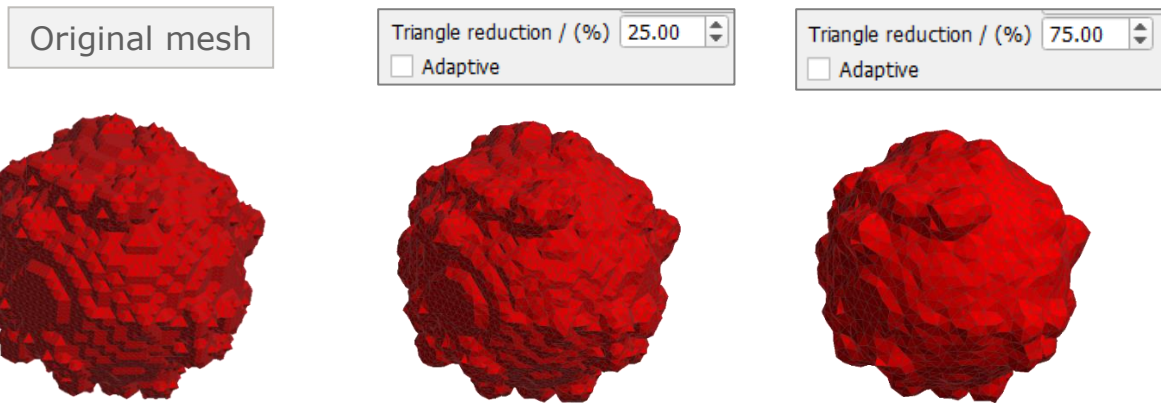 Original mesh
Triangle reduction / (%) 25.00
Adaptive
Triangle reduction / (%) 75.00
Adaptive